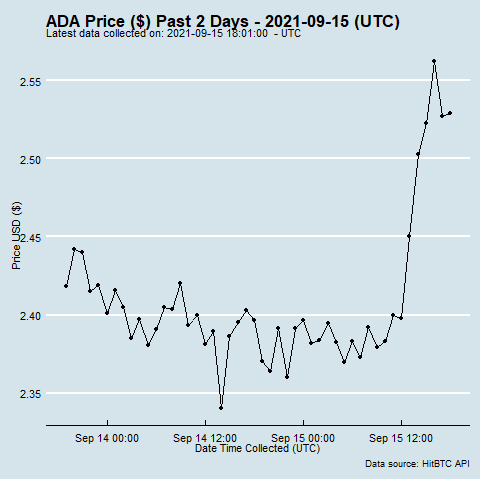 ADA Price ($) Past 2 Days - 2021-09-15 (UTC)
Latest data collected on: 2021-09-15 18:01:00  - UTC
Price USD ($)
2.55
2.50
2.45
2.40
2.35
Sep 14 00:00
Sep 14 12:00
Sep 15 00:00
Sep 15 12:00
Date Time Collected (UTC)
Data source: HitBTC API